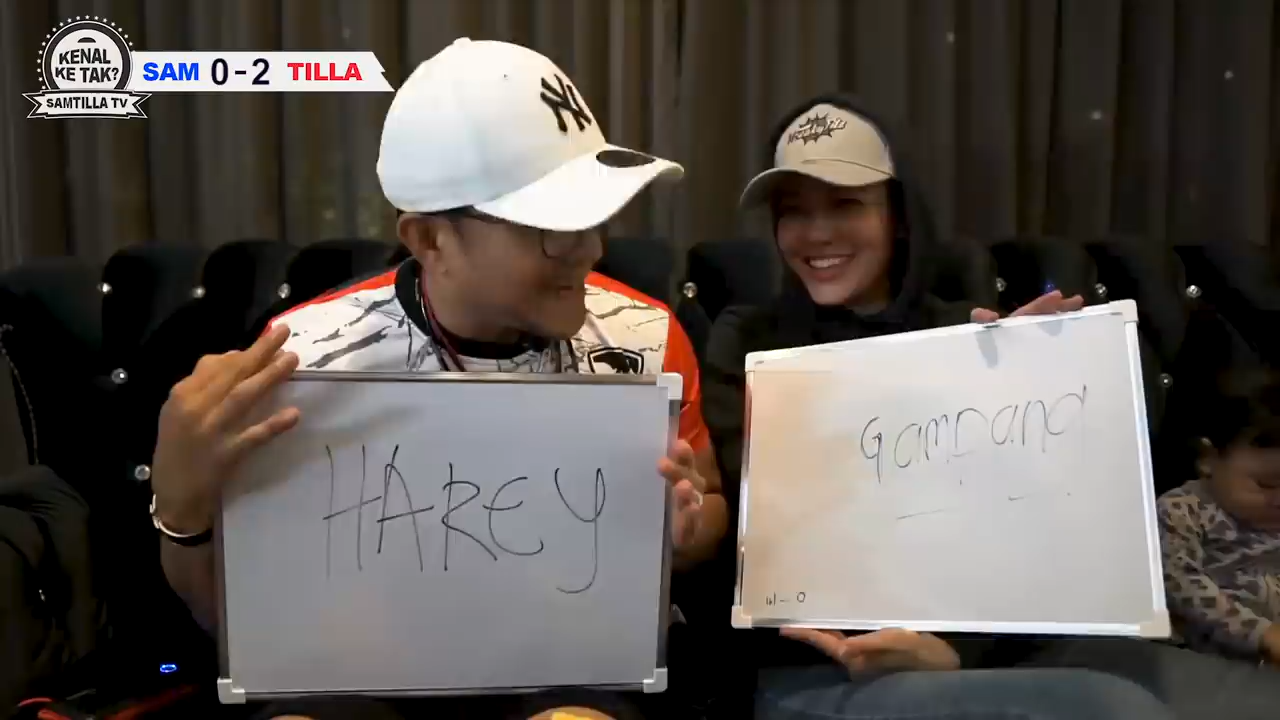 KENAL
KE TAK?
SAMTILLA TV
SAM 0-2 TILLA
NY
HAREY
Gampang